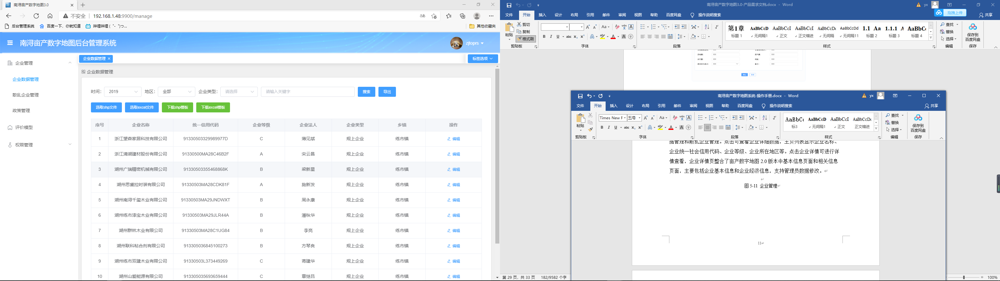 南浔亩产数字地图3.0
不安全 192.168.1.48:9900/manage
后台管理系统 百度一下，你就知道 哔哩哔哩 (゜-゜)つ... 其他收藏夹
南浔亩产数字地图后台管理系统 zjtoprs
企业管理
企业数据管理
散乱企业管理
政策管理
评价模型
权限管理
企业数据管理 标签选项
企业数据管理
时间: 2019 地区: 全部 企业类型: 请选择 请输入关键字 搜索 导出
选取shp文件 选取excel文件 下载shp模板 下载excel模板
序号 企业名称 统一信用代码 企业等级 企业法人 企业类型 乡镇 操作
1 浙江望森家居科技有限公司 91330503329989977D C 薄见斌 规上企业 练市镇 编辑
2 浙江清湖建材股份有限公司 91330500MA28C46B2F A 宋云昌 规上企业 练市镇 编辑
3 湖州广瑞精密机械有限公司 91330503355468868K B 梁新星 规上企业 练市镇 编辑
4 湖州思黛拉时装有限公司 91330503MA28CDK81F A 施新发 规上企业 练市镇 编辑
5 湖州南浔千玺木业有限公司 91330503MA29JNDWXT B 周永康 规上企业 练市镇 编辑
6 湖州练市漆宝木业有限公司 91330503MA29JLR44A B 潘秋华 规上企业 练市镇 编辑
7 湖州群林木业有限公司 91330503MA28C1UG84 B 李亮 规上企业 练市镇 编辑
8 湖州联科粘合剂有限公司 913305036845100273 B 方琴良 规上企业 练市镇 编辑
9 湖州练市双建木业有限公司 91330503L373449269 C 蒋建华 规上企业 练市镇 编辑
10 湖州山爱能源有限公司 913305035693659444 C 章继吕 规上企业 练市镇 编辑
南浔亩产数字地图3.0-产品需求文档.docx - Word yx
拖拽上传
文件 开始 插入 设计 布局 引用 邮件 审阅 视图 帮助 百度网盘 操作说明搜索 共享
粘贴 剪切 复制 格式刷
第1章 AaBbCcD AaBbCcI AaBbCcI AaBbCcDc AaBbCcDd 1.1 Aa 1.1.1 A AaBbC
标题 1 无间隔1 正文 正文缩进 无间隔 无间隔11 标题 2 标题 3 标题 4
查找 替换 选择 保存到 百度网盘
剪贴板 字体 段落 样式 编辑 保存
南浔亩产数字地图系统-操作手册.docx - Word yx
文件 开始 插入 设计 布局 引用 邮件 审阅 视图 帮助 百度网盘 操作说明搜索 共享
粘贴 Times New F 五号
AaBbCc AaBbCcD AaBbCcI AaBbCcDc
标3 无间隔1 正文 正文缩进
查找 替换 选择 保存到 百度网盘
剪贴板 字体 段落 样式 编辑 保存
据管理和散乱企业管理。点击可查看企业详细数据，主页列表显示企业名称、
企业统一社会信用代码、企业等级、企业所在地区等。点击企业详情可进行详
情查看，企业详情页整合了亩产数字地图 2.0 版本中基本信息页面和相关信息
页面，主要包括企业基本信息和企业经济信息，支持管理员数据修改。
图 5-11 企业管理
11
第 29 页，共 33 页 182/9582 个字 100%